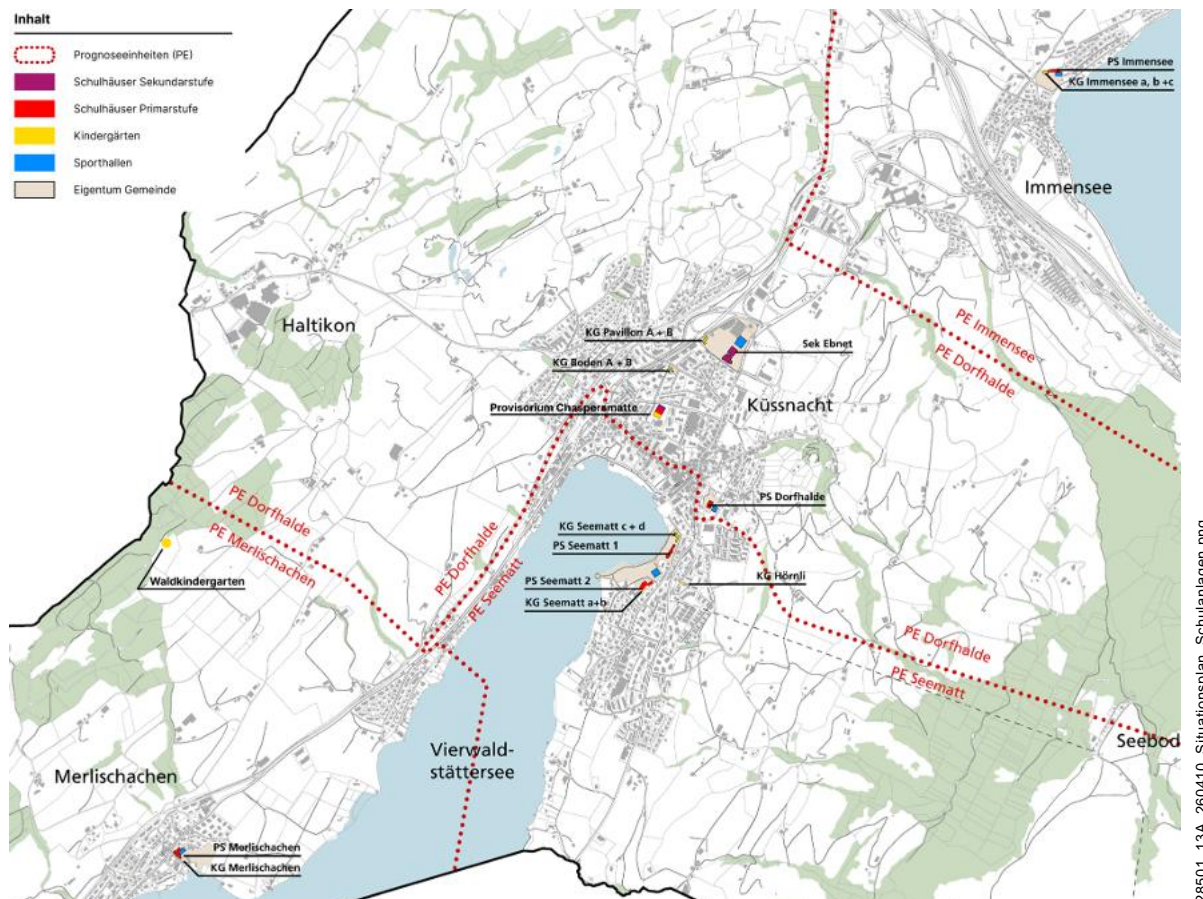 Inhalt
Prognoseeinheiten (PE)
Schulhäuser Sekundarstufe
Schulhäuser Primarstufe
Kindergärten
Sporthallen
Eigentum Gemeinde
PS Immensee
KG Immensee a, b +c
Immensee
Haltikon
KG Pavillon A + B
Sek Ebnet
KG Boden A + B
PE Immensee
PE Dorfhalde
Provisorium Chaspersmatte
Küssnacht
PE Dorfhalde
PE Merlischachen
PS Dorfhalde
KG Seematt c + d
PS Seematt 1
PE Dorfhalde
PE Seematt
Waldkindergarten
PS Seematt 2
KG Hörnli
KG Seematt a+b
PE Dorfhalde
PE Seematt
Seebod
Vierwald-
stättersee
Merlischachen
PS Merlischachen
KG Merlischachen
28501_13A_260410_Situationsplan_Schulanlagen.png